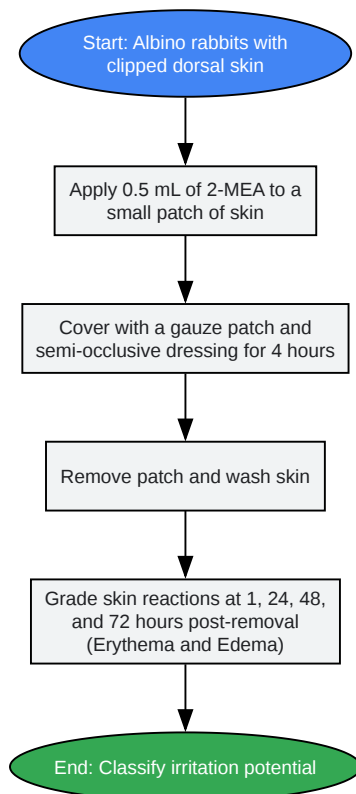 Start: Albino rabbits with
clipped dorsal skin
Apply 0.5 mL of 2-MEA to a
small patch of skin
Cover with a gauze patch and
semi-occlusive dressing for 4 hours
Remove patch and wash skin
Grade skin reactions at 1, 24, 48,
and 72 hours post-removal
(Erythema and Edema)
End: Classify irritation potential